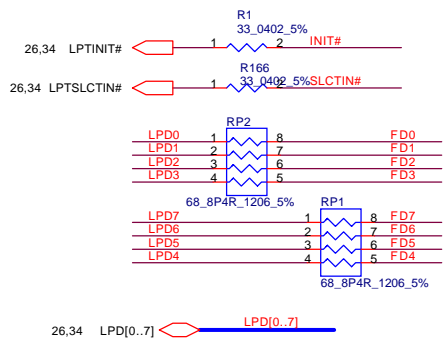 R1
33_0402_5%
26,34 LPTINIT# 1 2 INIT#
R166
33_0402_5%
26,34 LPTSLCTIN# 1 2 SLCTIN#
RP2
LPD0 1 8 FD0
LPD1 2 7 FD1
LPD2 3 6 FD2
LPD3 4 5 FD3
68_8P4R_1206_5%
RP1
LPD7 1 8 FD7
LPD6 2 7 FD6
LPD5 3 6 FD5
LPD4 4 5 FD4
68_8P4R_1206_5%
26,34 LPD[0..7] LPD[0..7]